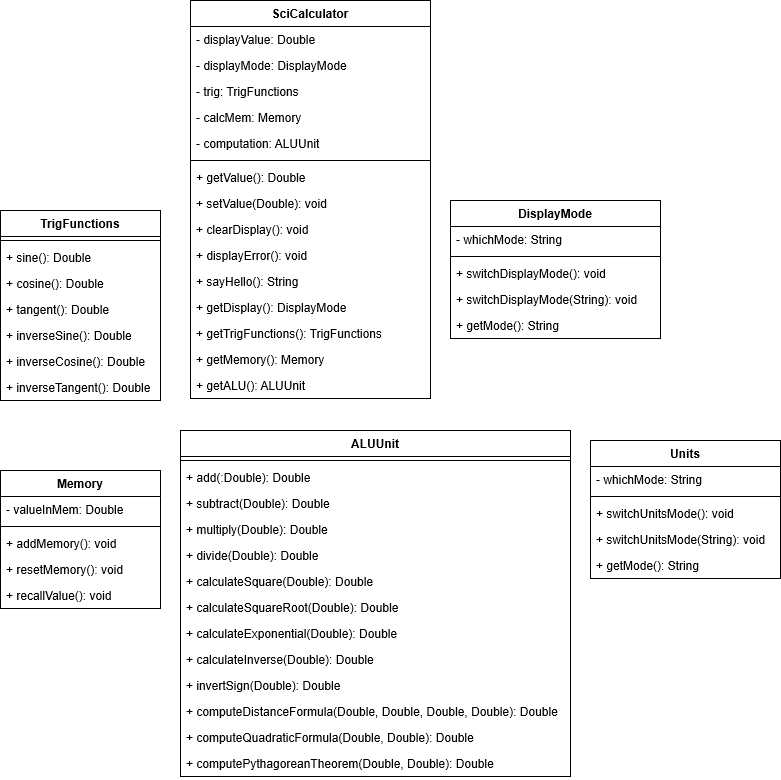 SciCalculator
- displayValue: Double
- displayMode: DisplayMode
- trig: TrigFunctions
- calcMem: Memory
- computation: ALUUnit
+ getValue(): Double
+ setValue(Double): void
+ clearDisplay(): void
+ displayError(): void
+ sayHello(): String
+ getDisplay(): DisplayMode
+ getTrigFunctions(): TrigFunctions
+ getMemory(): Memory
+ getALU(): ALUUnit
TrigFunctions
+ sine(): Double
+ cosine(): Double
+ tangent(): Double
+ inverseSine(): Double
+ inverseCosine(): Double
+ inverseTangent(): Double
DisplayMode
- whichMode: String
+ switchDisplayMode(): void
+ switchDisplayMode(String): void
+ getMode(): String
Memory
- valueInMem: Double
+ addMemory(): void
+ resetMemory(): void
+ recallValue(): void
ALUUnit
+ add(:Double): Double
+ subtract(Double): Double
+ multiply(Double): Double
+ divide(Double): Double
+ calculateSquare(Double): Double
+ calculateSquareRoot(Double): Double
+ calculateExponential(Double): Double
+ calculateInverse(Double): Double
+ invertSign(Double): Double
+ computeDistanceFormula(Double, Double, Double, Double): Double
+ computeQuadraticFormula(Double, Double): Double
+ computePythagoreanTheorem(Double, Double): Double
Units
- whichMode: String
+ switchUnitsMode(): void
+ switchUnitsMode(String): void
+ getMode(): String